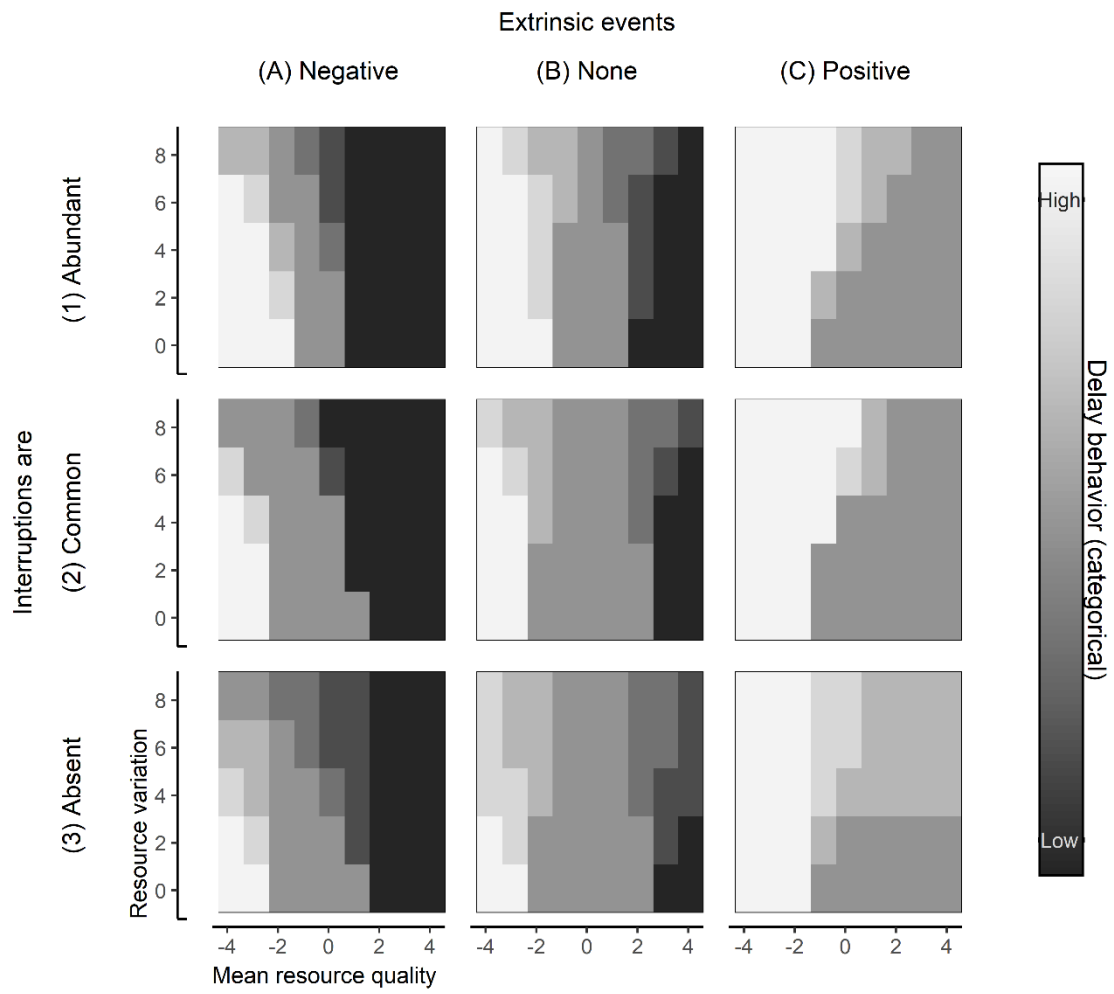 Extrinsic events
(A) Negative
(B) None
(C) Positive
Interruptions are
(1) Abundant
8
6
4
2
0
(2) Common
8
6
4
2
0
(3) Absent
Resource variation
8
6
4
2
0
-4 -2 0 2 4
-4 -2 0 2 4
-4 -2 0 2 4
Mean resource quality
High
Low
Delay behavior (categorical)